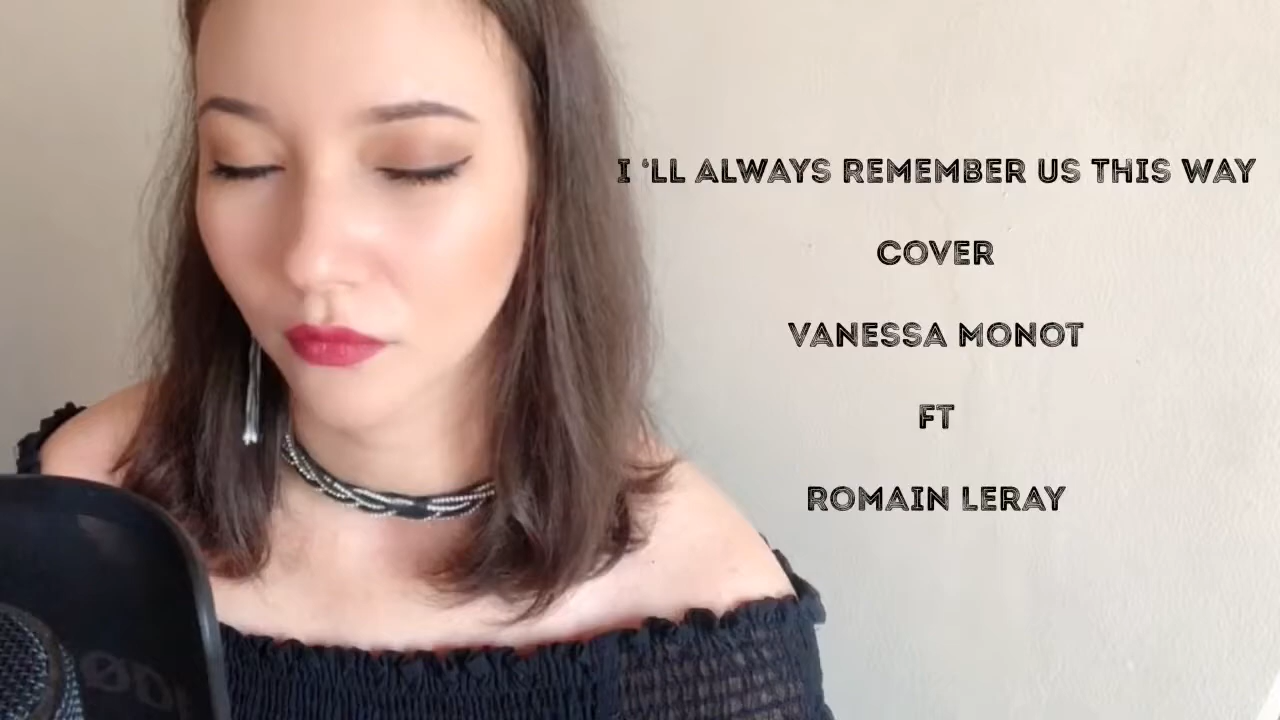 I ‘LL ALWAYS REMEMBER US THIS WAY
COVER
VANESSA MONOT
FT
ROMAIN LERAY